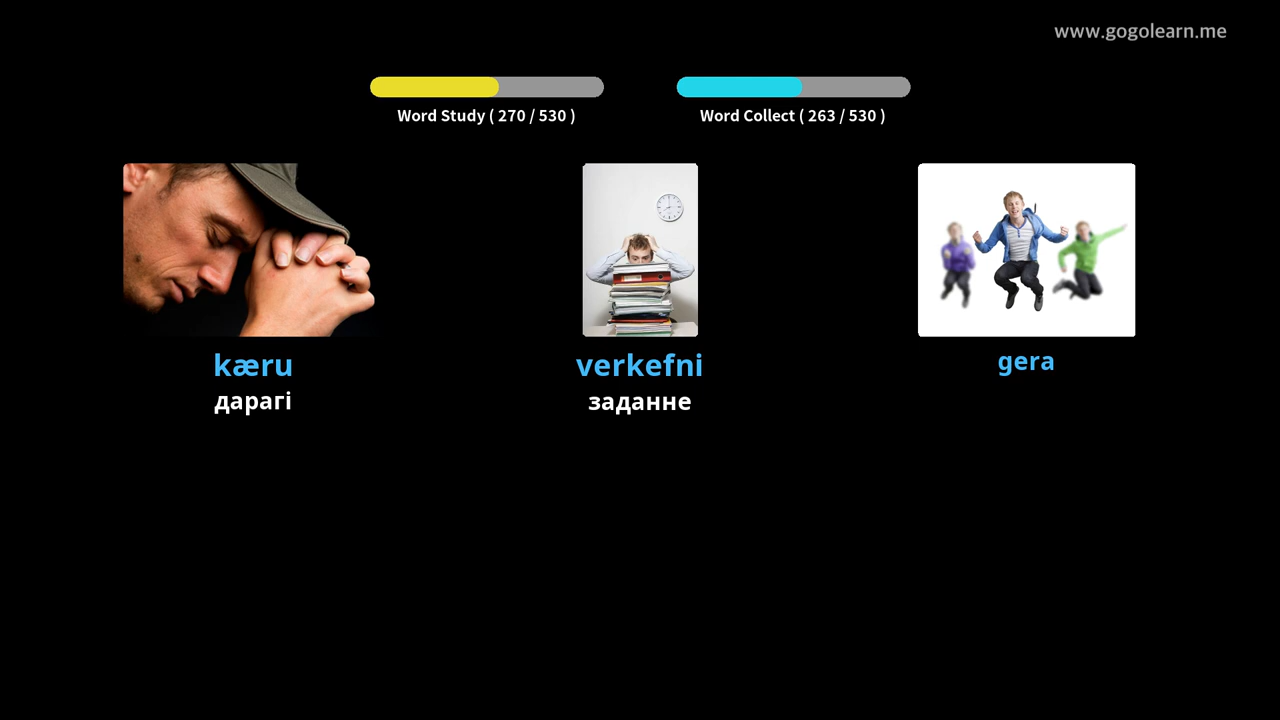 www.gogolearn.me
Word Study ( 270 / 530 )
Word Collect ( 263 / 530 )
kæru
verkefni
gera
дарагі
заданне